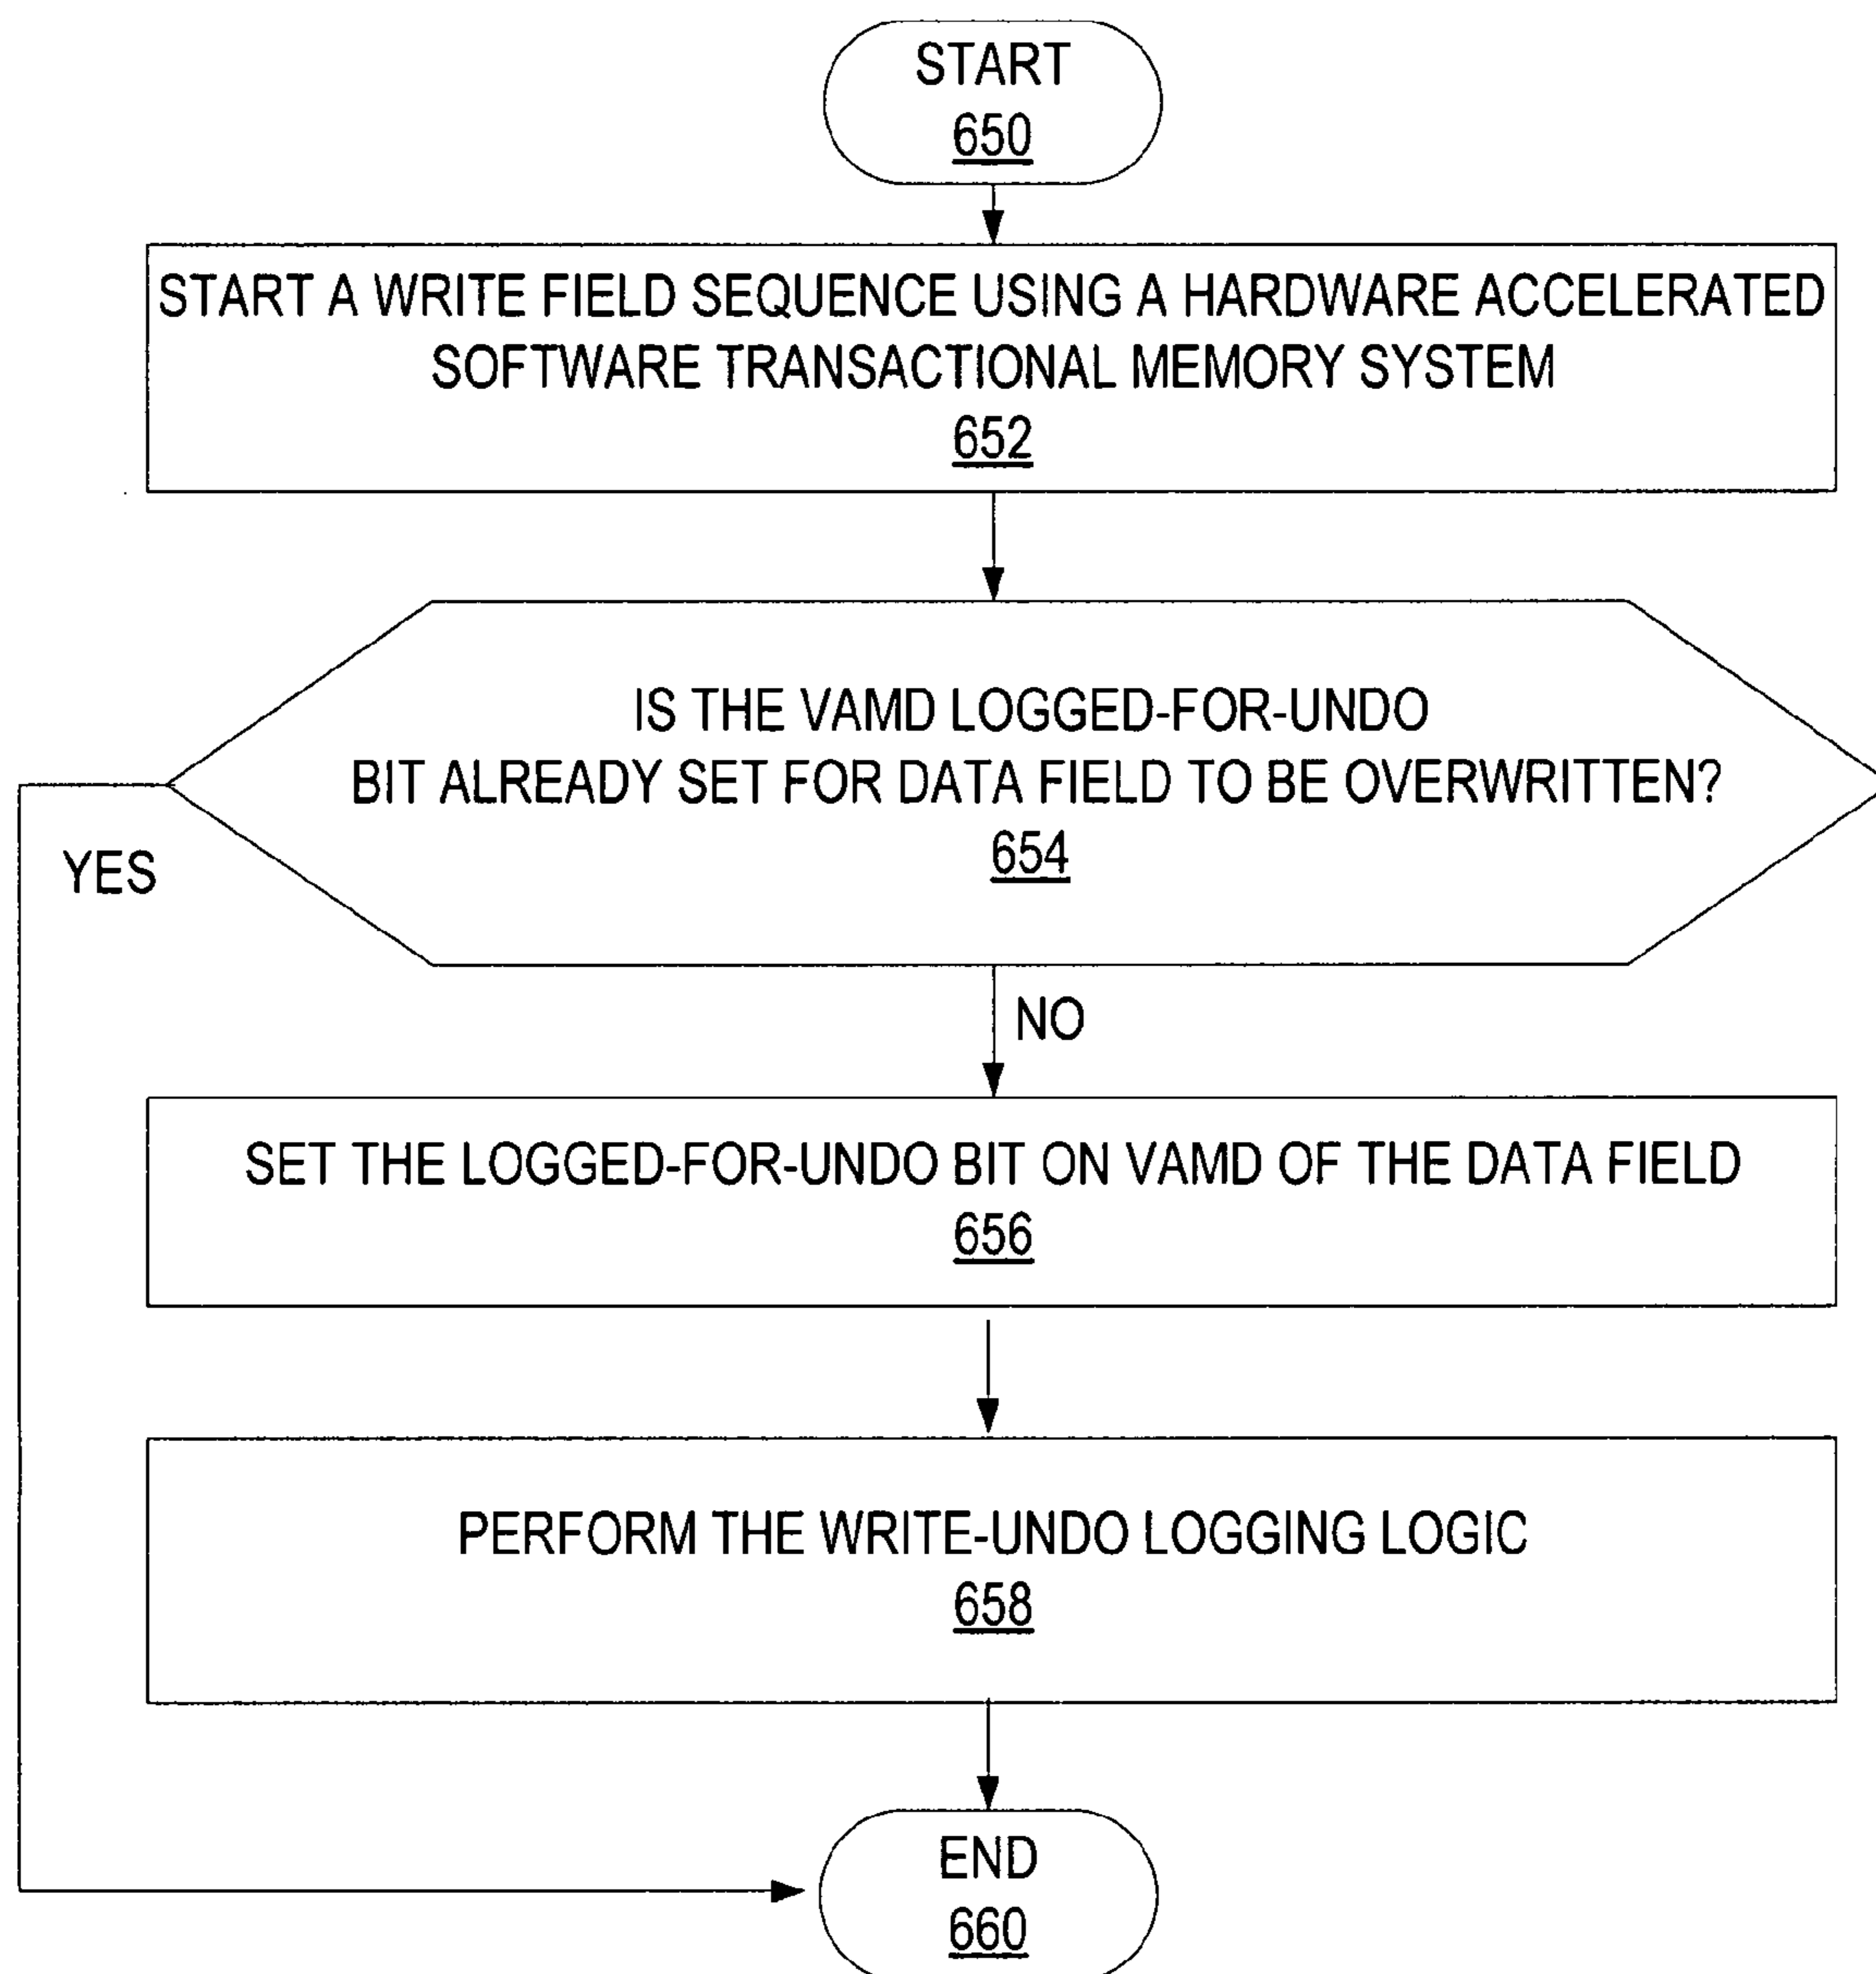 START
650
START A WRITE FIELD SEQUENCE USING A HARDWARE ACCELERATED
SOFTWARE TRANSACTIONAL MEMORY SYSTEM
652
IS THE VAMD LOGGED-FOR-UNDO
BIT ALREADY SET FOR DATA FIELD TO BE OVERWRITTEN?
654
YES
NO
SET THE LOGGED-FOR-UNDO BIT ON VAMD OF THE DATA FIELD
656
PERFORM THE WRITE-UNDO LOGGING LOGIC
658
END
660